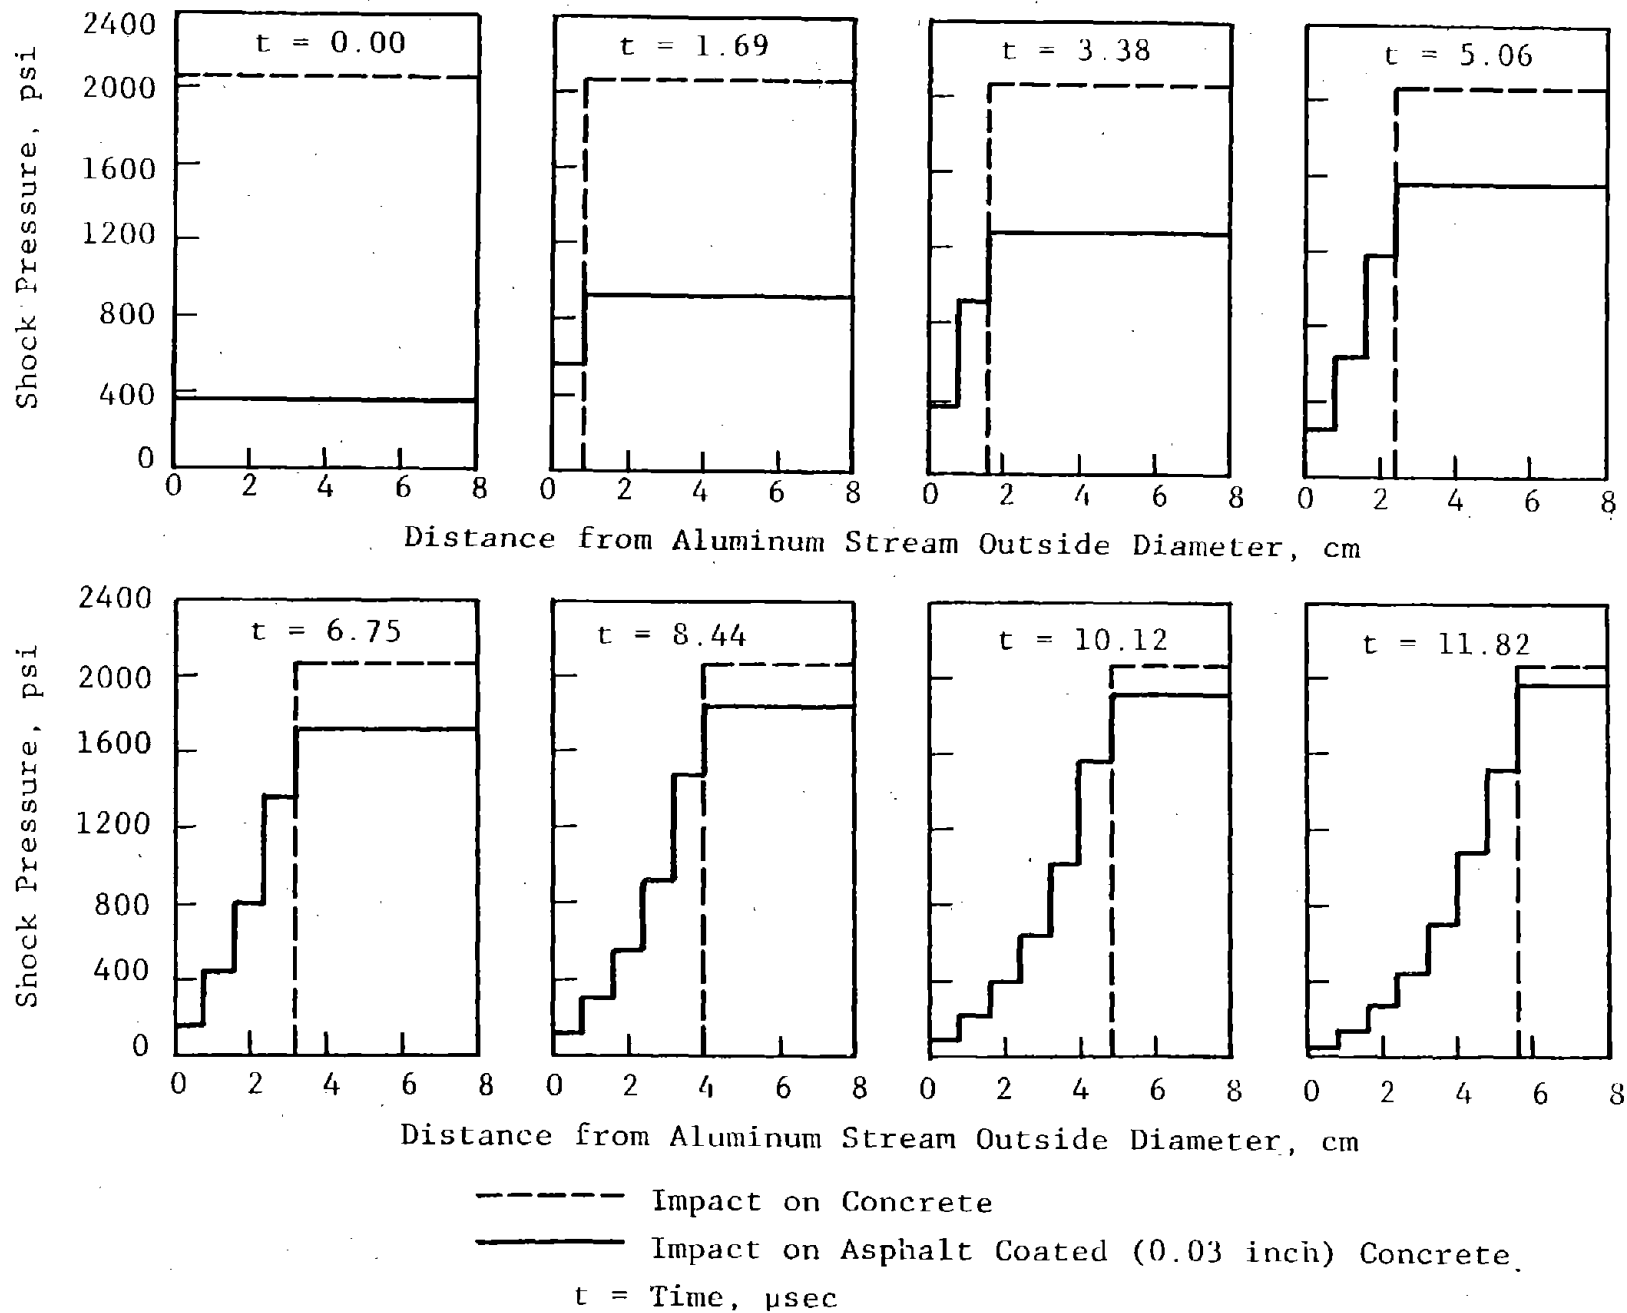 Shock Pressure, psi
2400
2000
1600
1200
800
400
0
t = 0.00
0 2 4 6 8
t = 1.69
0 2 4 6 8
t = 3.38
0 2 4 6 8
t = 5.06
0 2 4 6 8
Distance from Aluminum Stream Outside Diameter, cm
Shock Pressure, psi
2400
2000
1600
1200
800
400
0
t = 6.75
0 2 4 6 8
t = 8.44
0 2 4 6 8
t = 10.12
0 2 4 6 8
t = 11.82
0 2 4 6 8
Distance from Aluminum Stream Outside Diameter, cm
Impact on Concrete
Impact on Asphalt Coated (0.03 inch) Concrete
t = Time, μsec